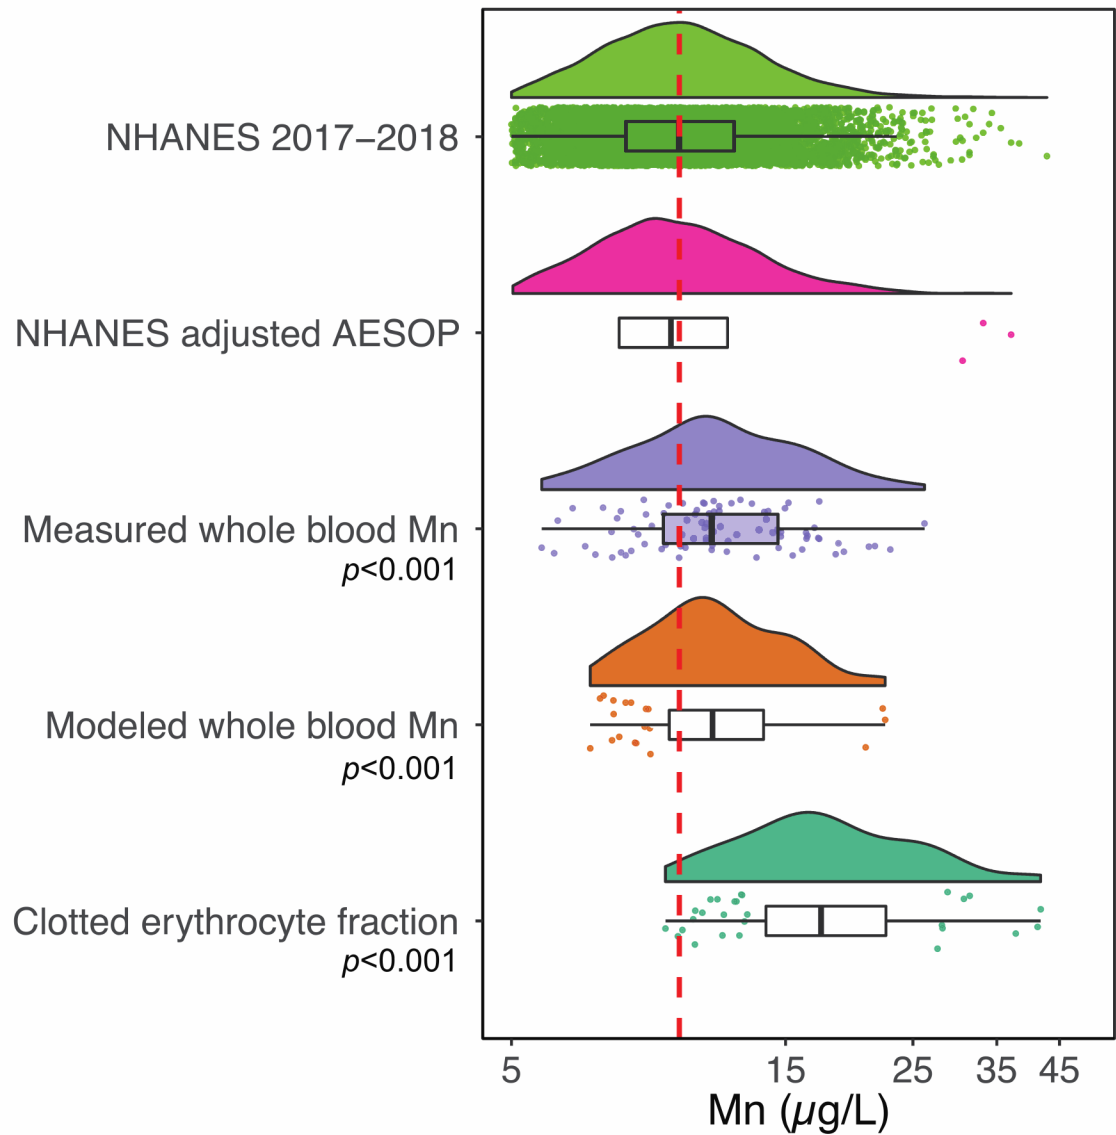 NHANES 2017–2018
NHANES adjusted AESOP
Measured whole blood Mn
p<0.001
Modeled whole blood Mn
p<0.001
Clotted erythrocyte fraction
p<0.001
5 15 25 35 45
Mn (µg/L)